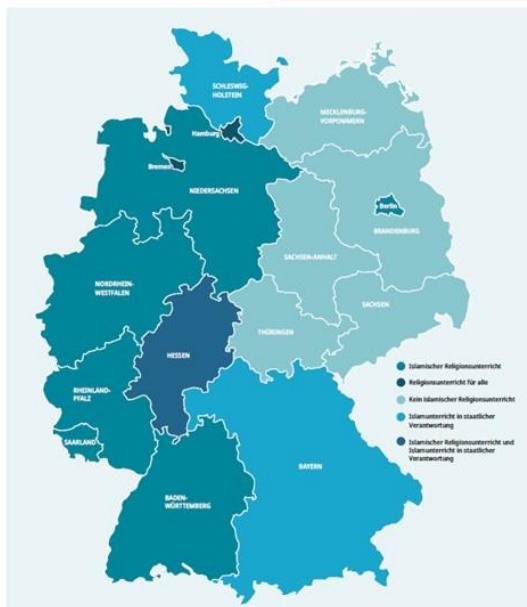 SCHLESWIG-
HOLSTEIN
MECKLENBURG-
VORPOMMERN
Hamburg
Bremen
NIEDERSACHSEN
Berlin
BRANDENBURG
SACHSEN-ANHALT
NORDRHEIN-
WESTFALEN
SACHSEN
THÜRINGEN
HESSEN
RHEINLAND-
PFALZ
SAARLAND
BAYERN
BADEN-
WÜRTTEMBERG
Islamischer Religionsunterricht
Religionsunterricht für alle
Kein islamischer Religionsunterricht
Islamunterricht in staatlicher
Verantwortung
Islamischer Religionsunterricht und
Islamunterricht in staatlicher
Verantwortung